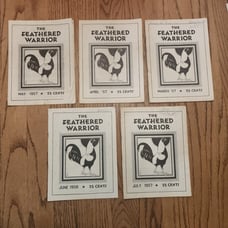 THE
FEATHERED
WARRIOR
MAY 1957 ★ 25 CENTS
THE
FEATHERED
WARRIOR
APRIL '57 ★ 25 CENTS
THE
FEATHERED
WARRIOR
MARCH '57 ★ 25 CENTS
THE
FEATHERED
WARRIOR
JUNE 1958 ★ 25 CENTS
THE
FEATHERED
WARRIOR
JULY 1957 ★ 25 CENTS